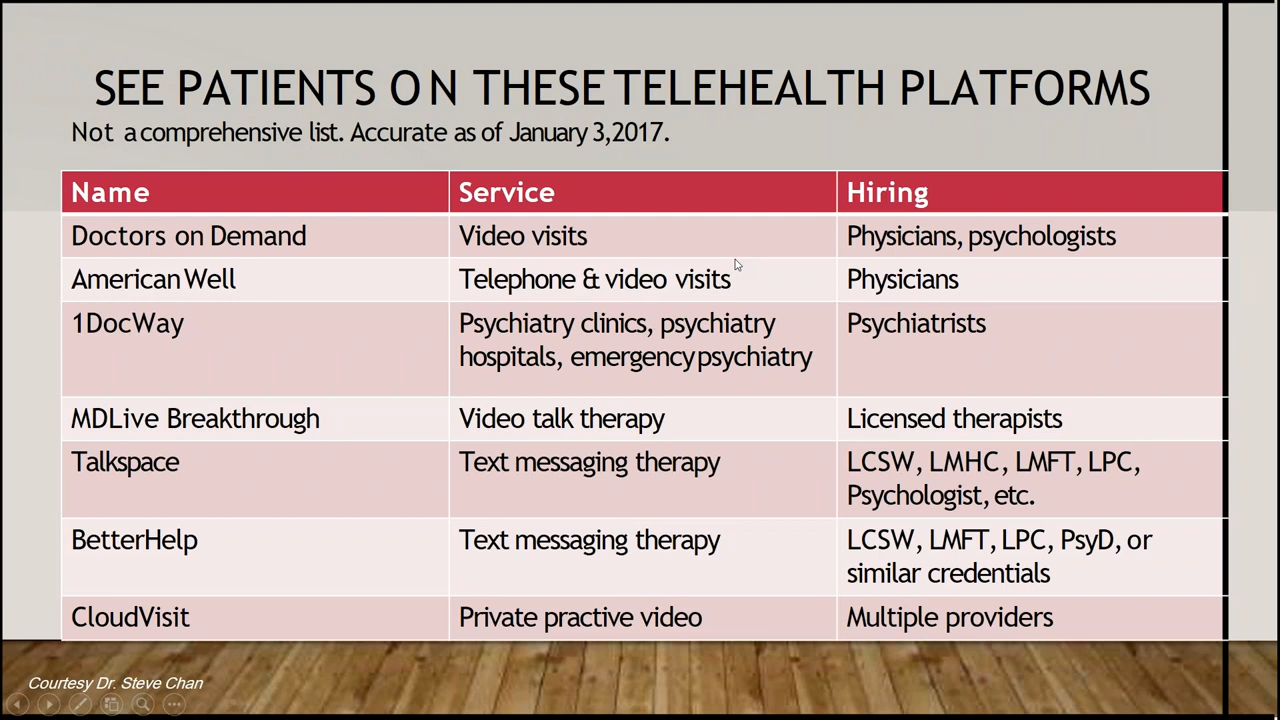 SEE PATIENTS ON THESE TELEHEALTH PLATFORMS
Not a comprehensive list. Accurate as of January 3,2017.
Name Service Hiring
Doctors on Demand Video visits Physicians, psychologists
American Well Telephone & video visits Physicians
1DocWay Psychiatry clinics, psychiatry Psychiatrists
hospitals, emergency psychiatry
MDLive Breakthrough Video talk therapy Licensed therapists
Talkspace Text messaging therapy LCSW, LMHC, LMFT, LPC,
Psychologist, etc.
BetterHelp Text messaging therapy LCSW, LMFT, LPC, PsyD, or
similar credentials
CloudVisit Private practive video Multiple providers
Courtesy Dr. Steve Chan